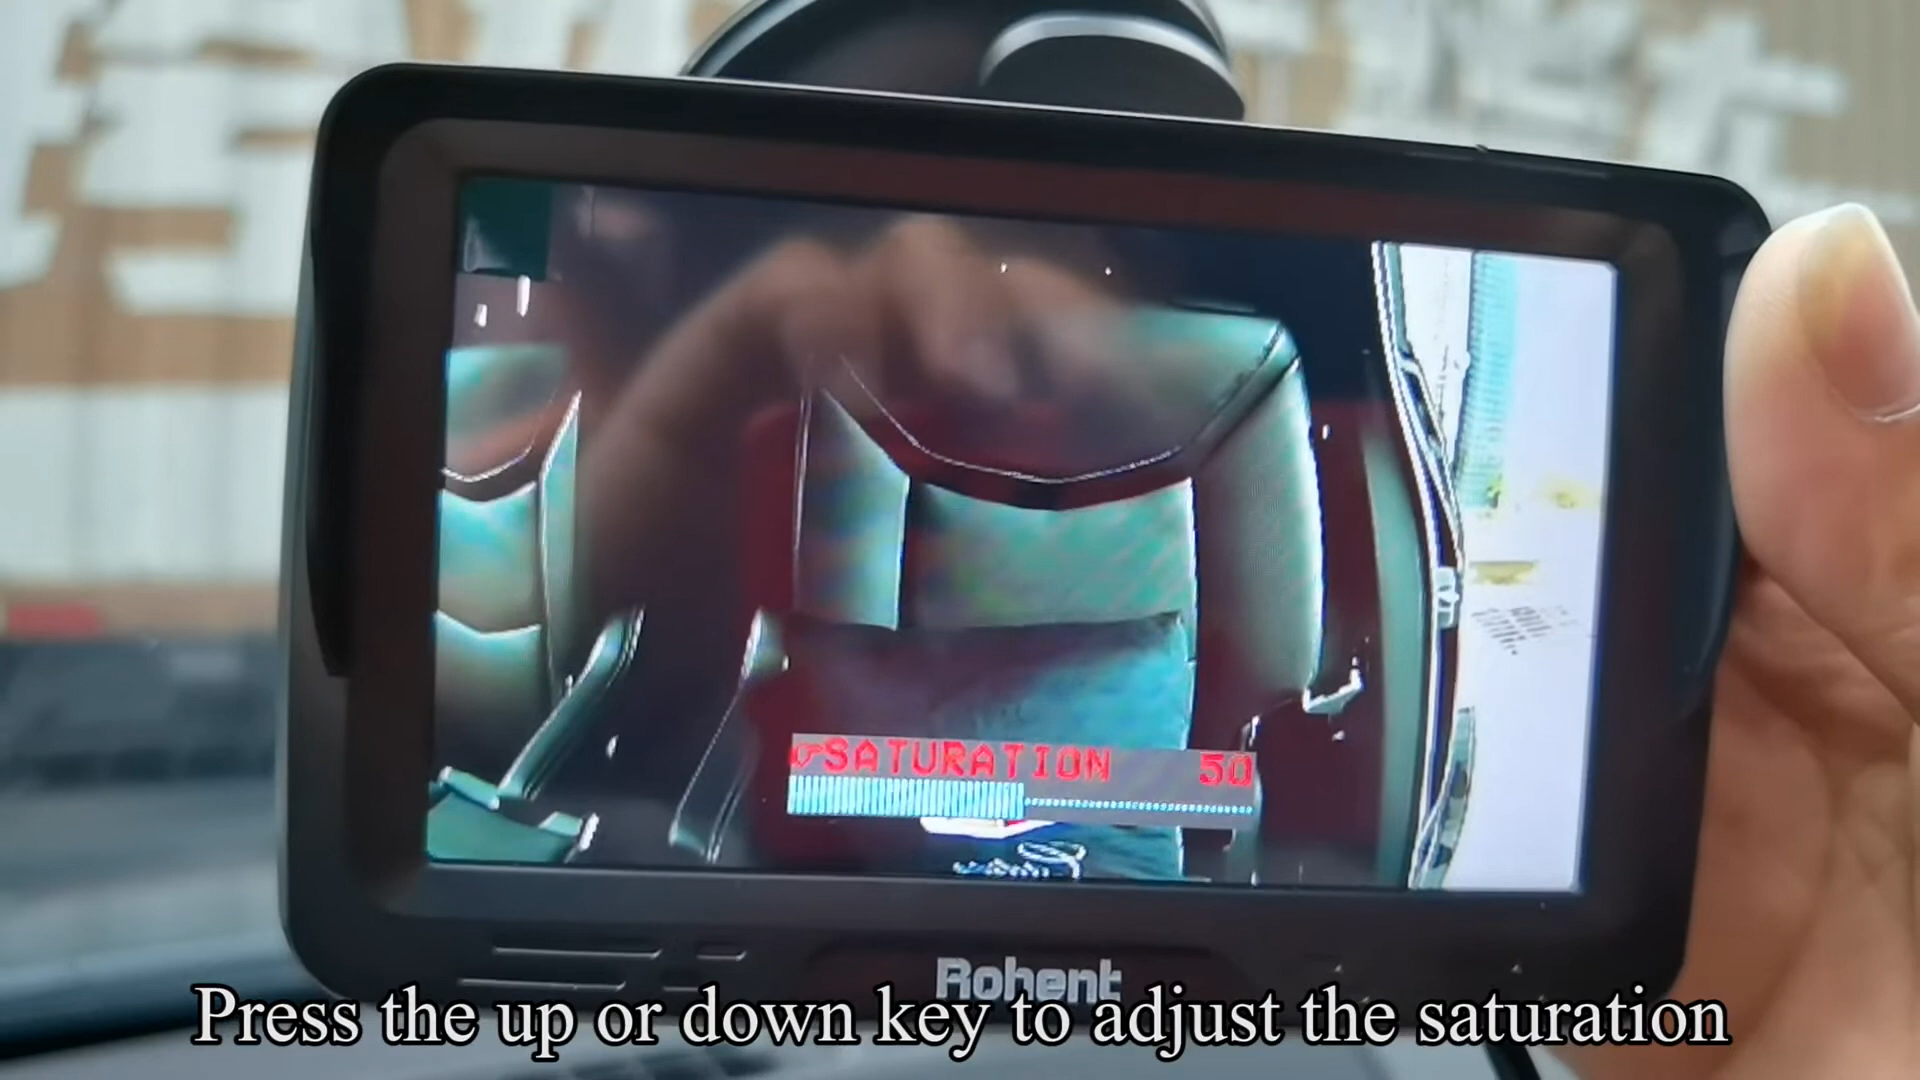 SATURATION 50
Rohent
Press the up or down key to adjust the saturation